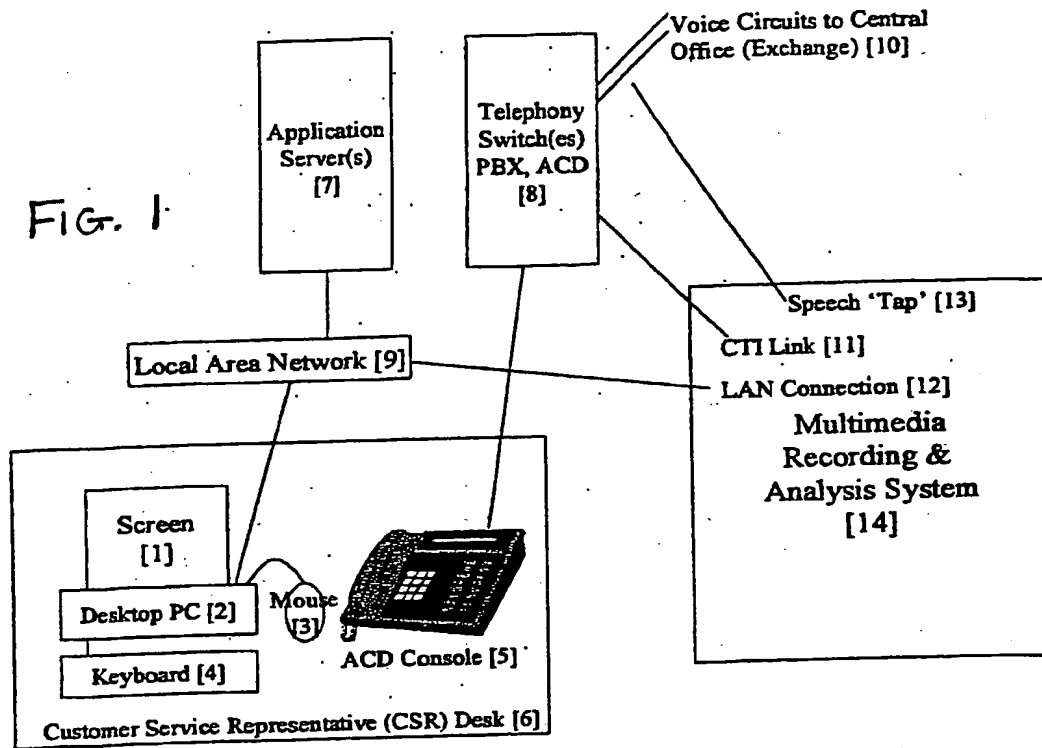 Voice Circuits to Central
Office (Exchange) [10]
Application
Server(s)
[7]
Telephony
Switch(es)
PBX, ACD
[8]
FIG. 1
Speech ‘Tap’ [13]
CTI Link [11]
Local Area Network [9]
LAN Connection [12]
Multimedia
Recording &
Analysis System
[14]
Screen
[1]
Desktop PC [2]
Mouse
[3]
Keyboard [4]
ACD Console [5]
Customer Service Representative (CSR) Desk [6]